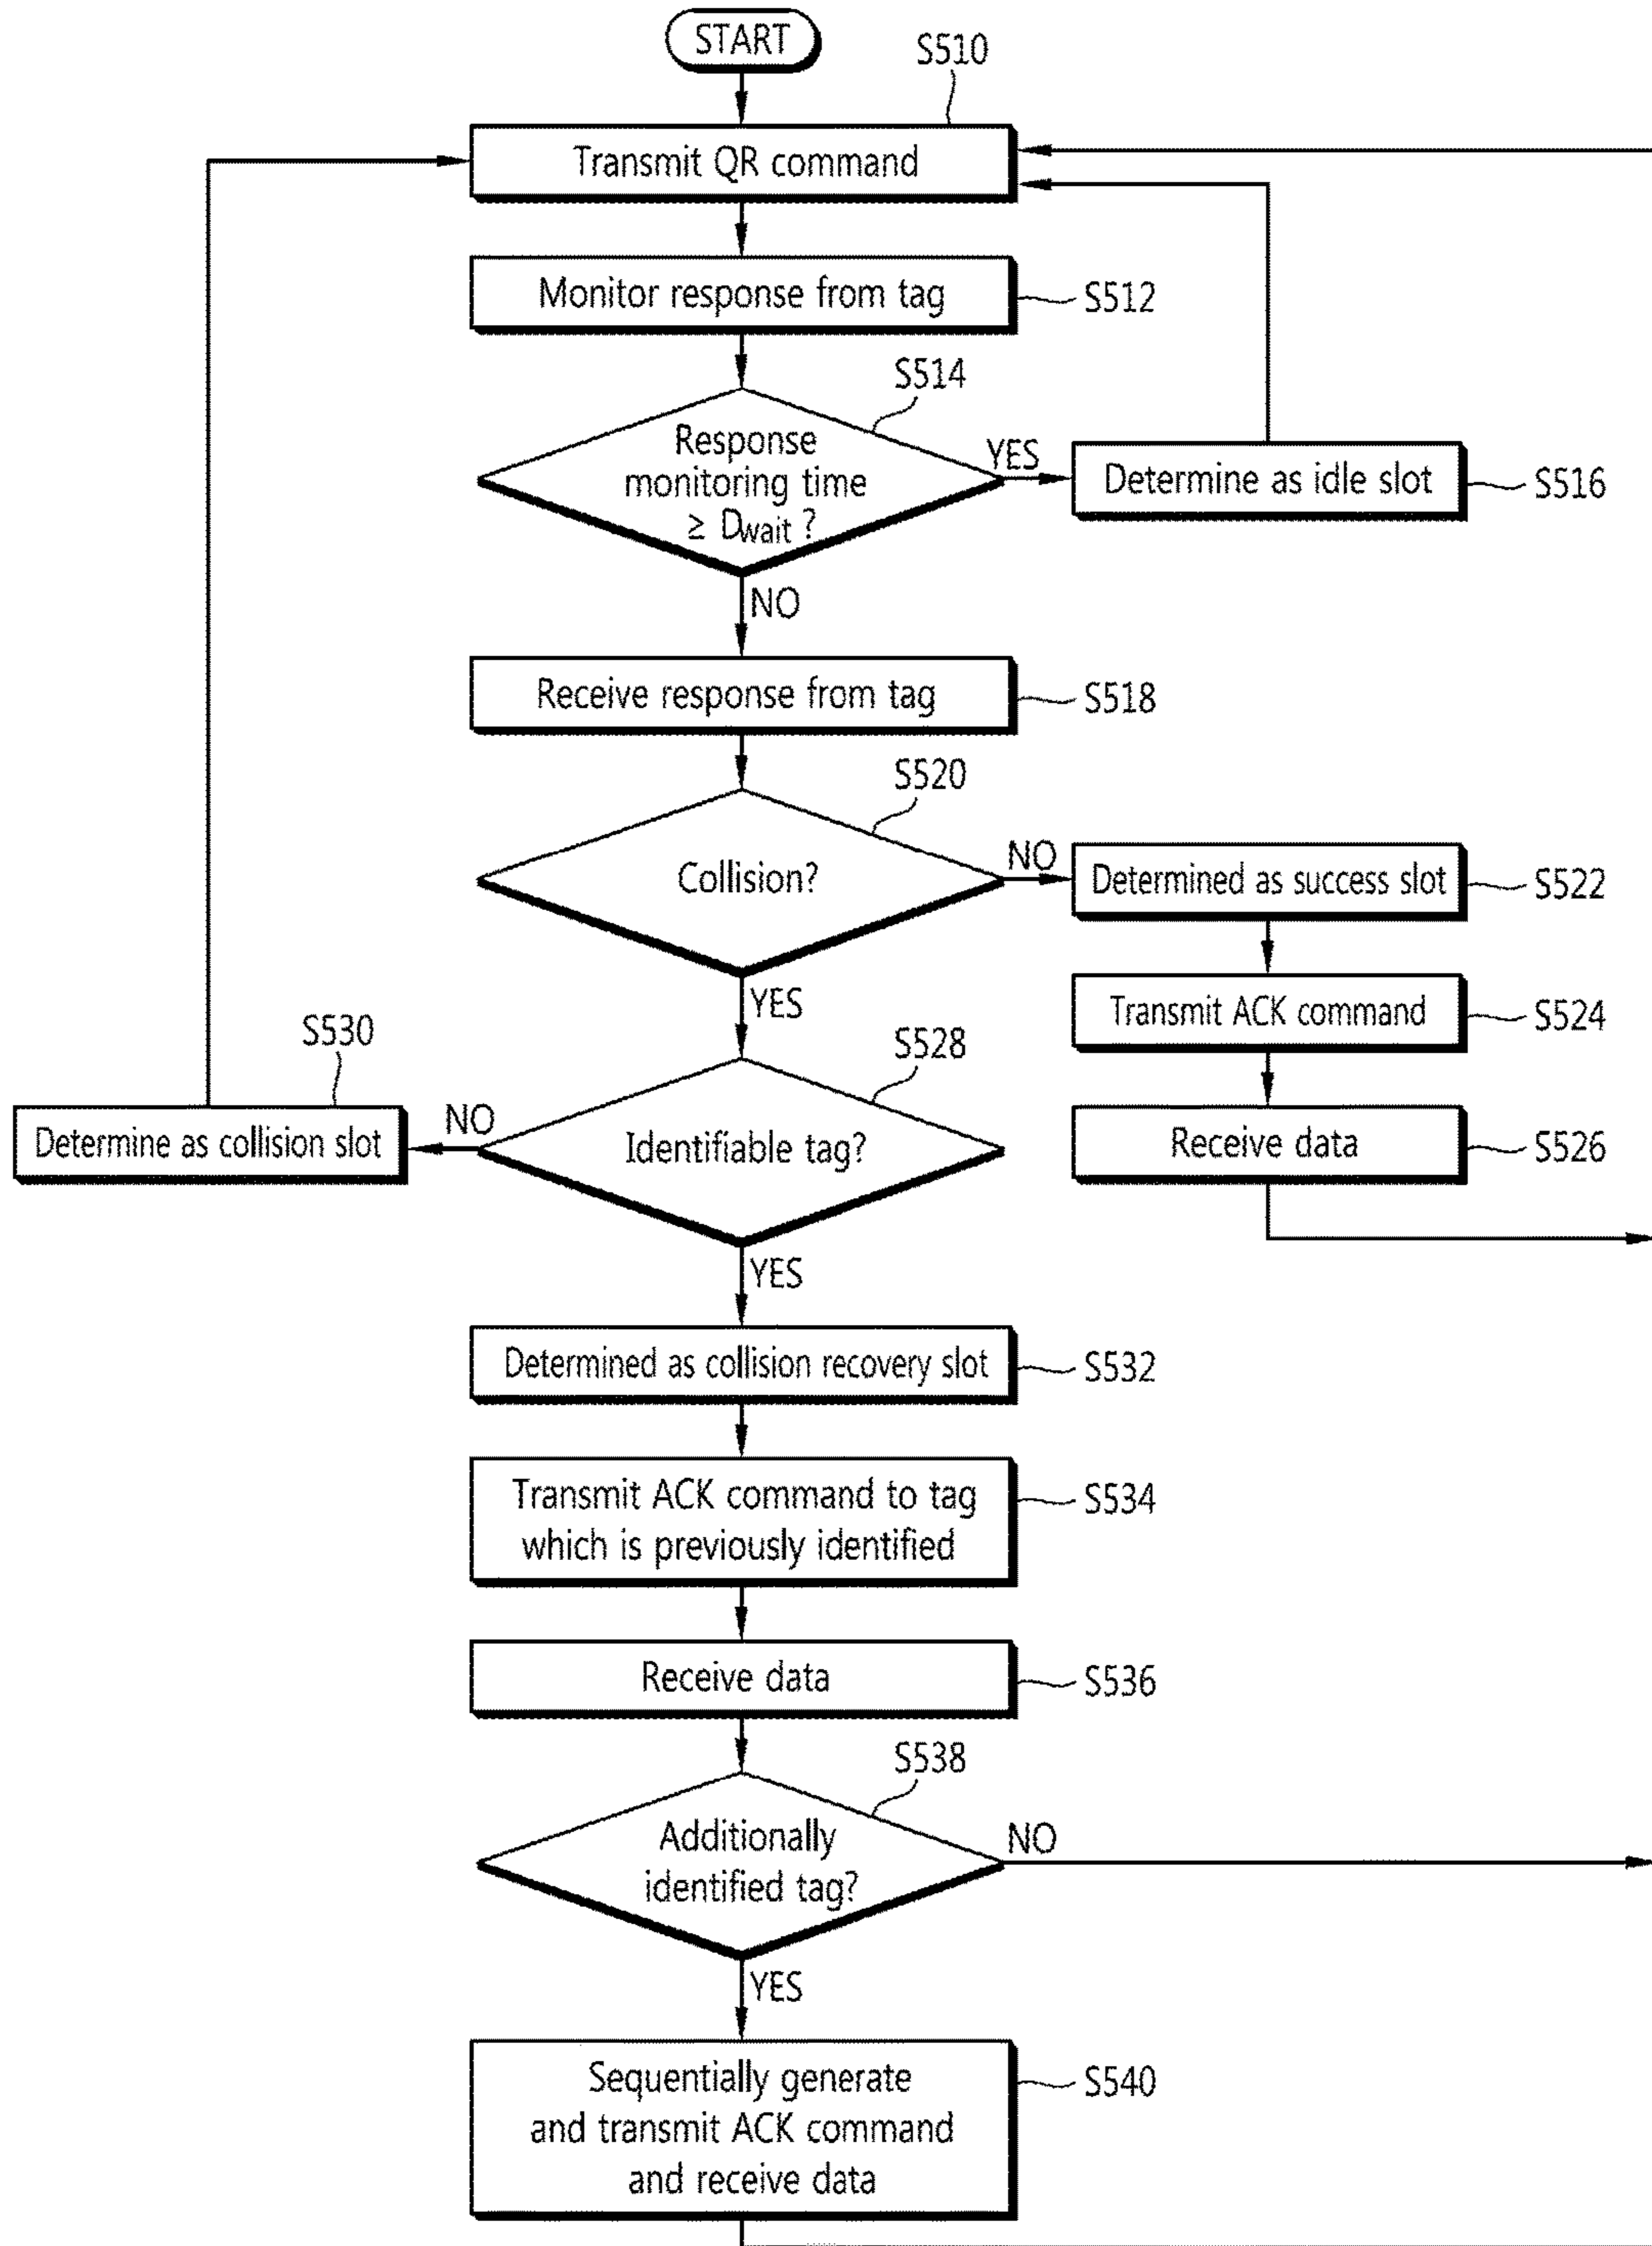 START
S510
Transmit QR command
Monitor response from tag
S512
S514
Response
monitoring time
≥ Dwait ?
YES
Determine as idle slot
S516
NO
Receive response from tag
S518
S520
Collision?
NO
Determined as success slot
S522
YES
Transmit ACK command
S524
S530
S528
Determine as collision slot
NO
Identifiable tag?
Receive data
S526
YES
Determined as collision recovery slot
S532
Transmit ACK command to tag
which is previously identified
S534
Receive data
S536
S538
Additionally
identified tag?
NO
YES
Sequentially generate
and transmit ACK command
and receive data
S540